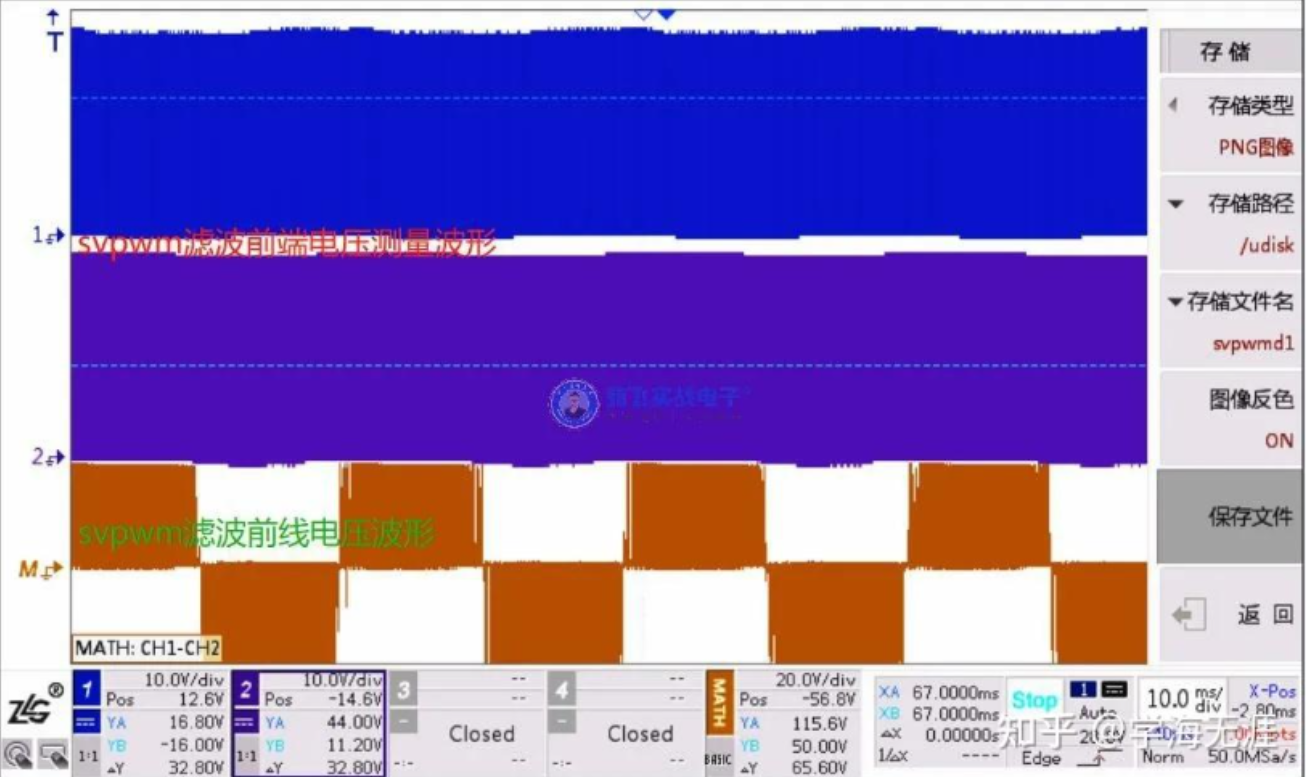 T
存储
存储类型
PNG图像
1
svpwm滤波前端电压测量波形
存储路径
/udisk
存储文件名
svpwmd1
图像反色
ON
2
svpwm滤波前线电压波形
保存文件
M
返回
MATH: CH1-CH2
ZLG®
1 10.0V/div
Pos 12.6V
YA 16.80V
YB -16.00V
1:1 ΔY 32.80V
2 10.0V/div
Pos -14.6V
YA 44.00V
YB 11.20V
1:1 ΔY 32.80V
3 --
--
Closed
-:- --
4 --
--
Closed
-:- --
MATH 20.0V/div
Pos -56.8V
YA 115.6V
YB 50.00V
BASIC ΔY 65.60V
XA 67.0000ms
XB 67.0000ms
ΔX 0.00000s
1/ΔX ----
Stop 1
Auto
Edge
10.0 ms/div
X-Pos
-2.80ms
Norm 50.0MSa/s
知乎 @学海无涯